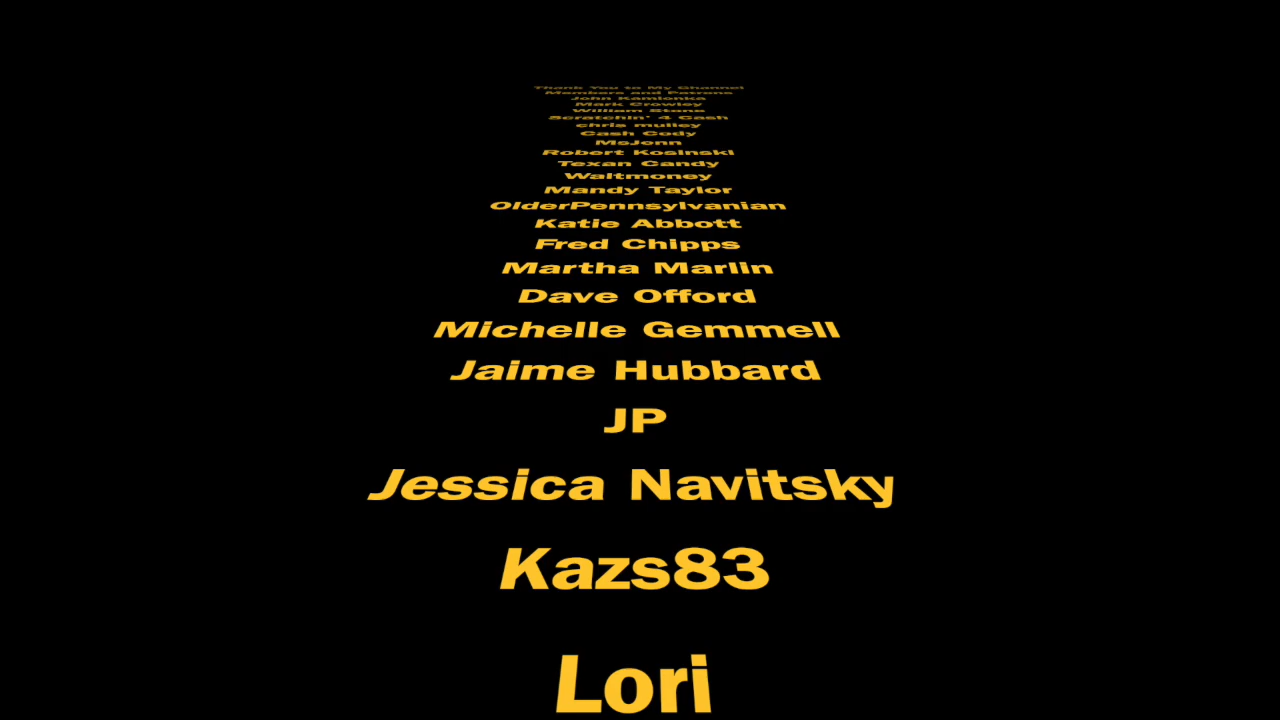 Thank You to My Channel
Members and Patrons
John Kamionka
Mark Crowley
William Stane
Scratchin' 4 Cash
chris mulley
Cash Cody
MsJenn
Robert Kosinski
Texan Candy
Waltmoney
Mandy Taylor
OlderPennsylvanian
Katie Abbott
Fred Chipps
Martha Marlin
Dave Offord
Michelle Gemmell
Jaime Hubbard
JP
Jessica Navitsky
Kazs83
Lori